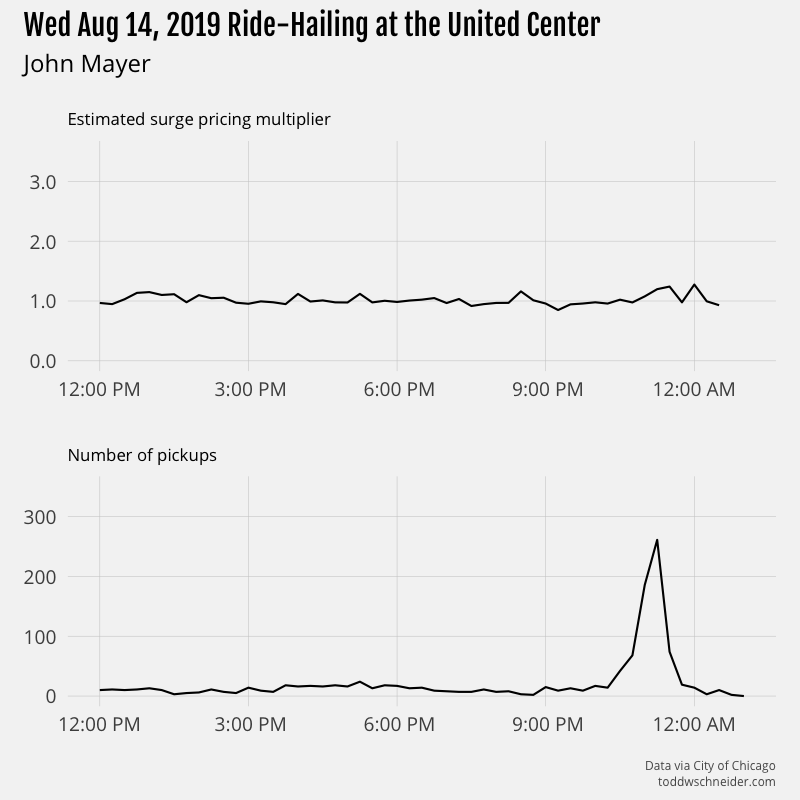 Wed Aug 14, 2019 Ride-Hailing at the United Center
John Mayer
Estimated surge pricing multiplier
3.0
2.0
1.0
0.0
12:00 PM 3:00 PM 6:00 PM 9:00 PM 12:00 AM
Number of pickups
300
200
100
0
12:00 PM 3:00 PM 6:00 PM 9:00 PM 12:00 AM
Data via City of Chicago
toddwschneider.com